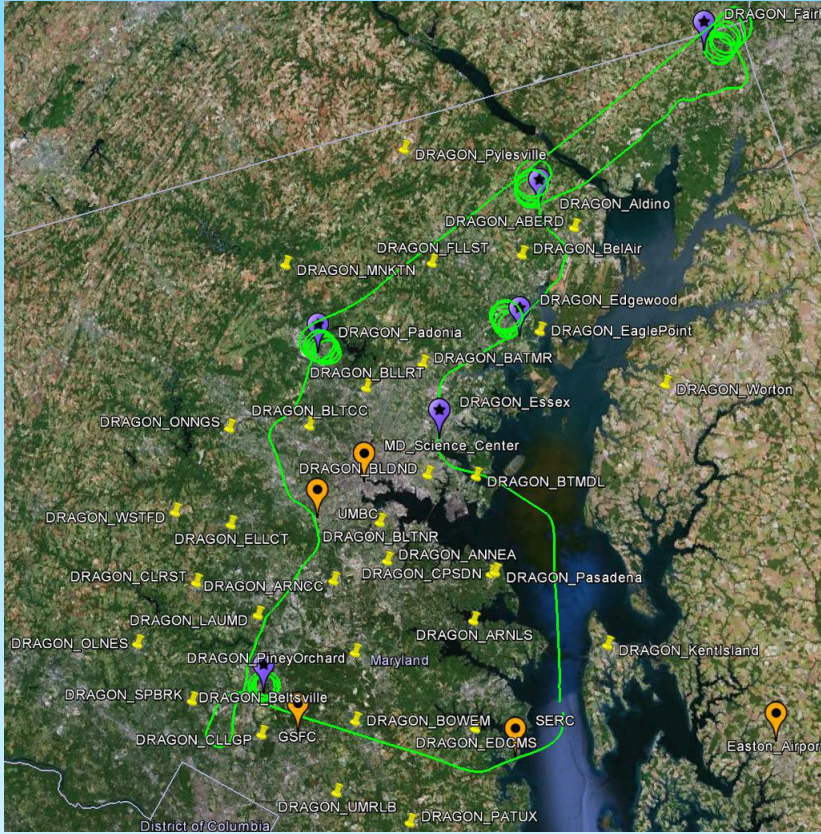 DRAGON_Fairh
DRAGON_Pylesville
DRAGON_Aldino
DRAGON_ABERD
DRAGON_FLLST
DRAGON_BelAir
DRAGON_MNKTN
DRAGON_Edgewood
DRAGON_Padonia
DRAGON_EaglePoint
DRAGON_BATMR
DRAGON_BLLRT
DRAGON_Worton
DRAGON_Essex
DRAGON_BLTCC
DRAGON_ONNGS
MD_Science_Center
DRAGON_BLDND
DRAGON_BTMDL
DRAGON_WSTFD
UMBC
DRAGON_ELLCT
DRAGON_BLTNR
DRAGON_ANNEA
DRAGON_CPSDN
DRAGON_Pasadena
DRAGON_CLRST
DRAGON_ARNCC
DRAGON_LAUMD
DRAGON_ARNLS
DRAGON_OLNES
DRAGON_KentIsland
DRAGON_PineyOrchard
Maryland
DRAGON_SPBRK
DRAGON_Beltsville
DRAGON_BOWEM
SERC
DRAGON_CLLGP
GSFC
DRAGON_EDCMS
Easton_Airpor
DRAGON_UMRLB
DRAGON_PATUX
District of Columbia